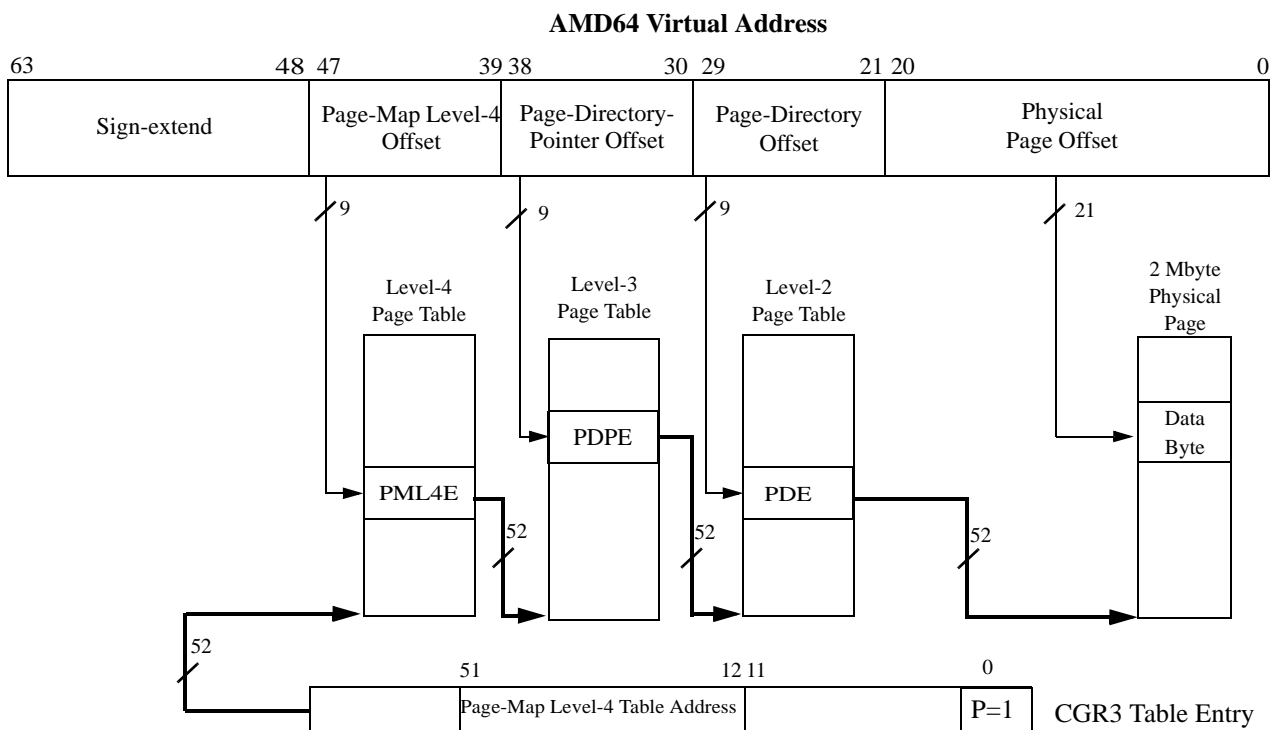 AMD64 Virtual Address
63 48 47 39 38 30 29 21 20 0
Sign-extend
Page-Map Level-4
Offset
Page-Directory-
Pointer Offset
Page-Directory
Offset
Physical
Page Offset
9 9 9 21
Level-4
Page Table
Level-3
Page Table
Level-2
Page Table
2 Mbyte
Physical
Page
PML4E
PDPE
PDE
Data
Byte
52 52 52
52
51 12 11 0
Page-Map Level-4 Table Address
P=1
CGR3 Table Entry